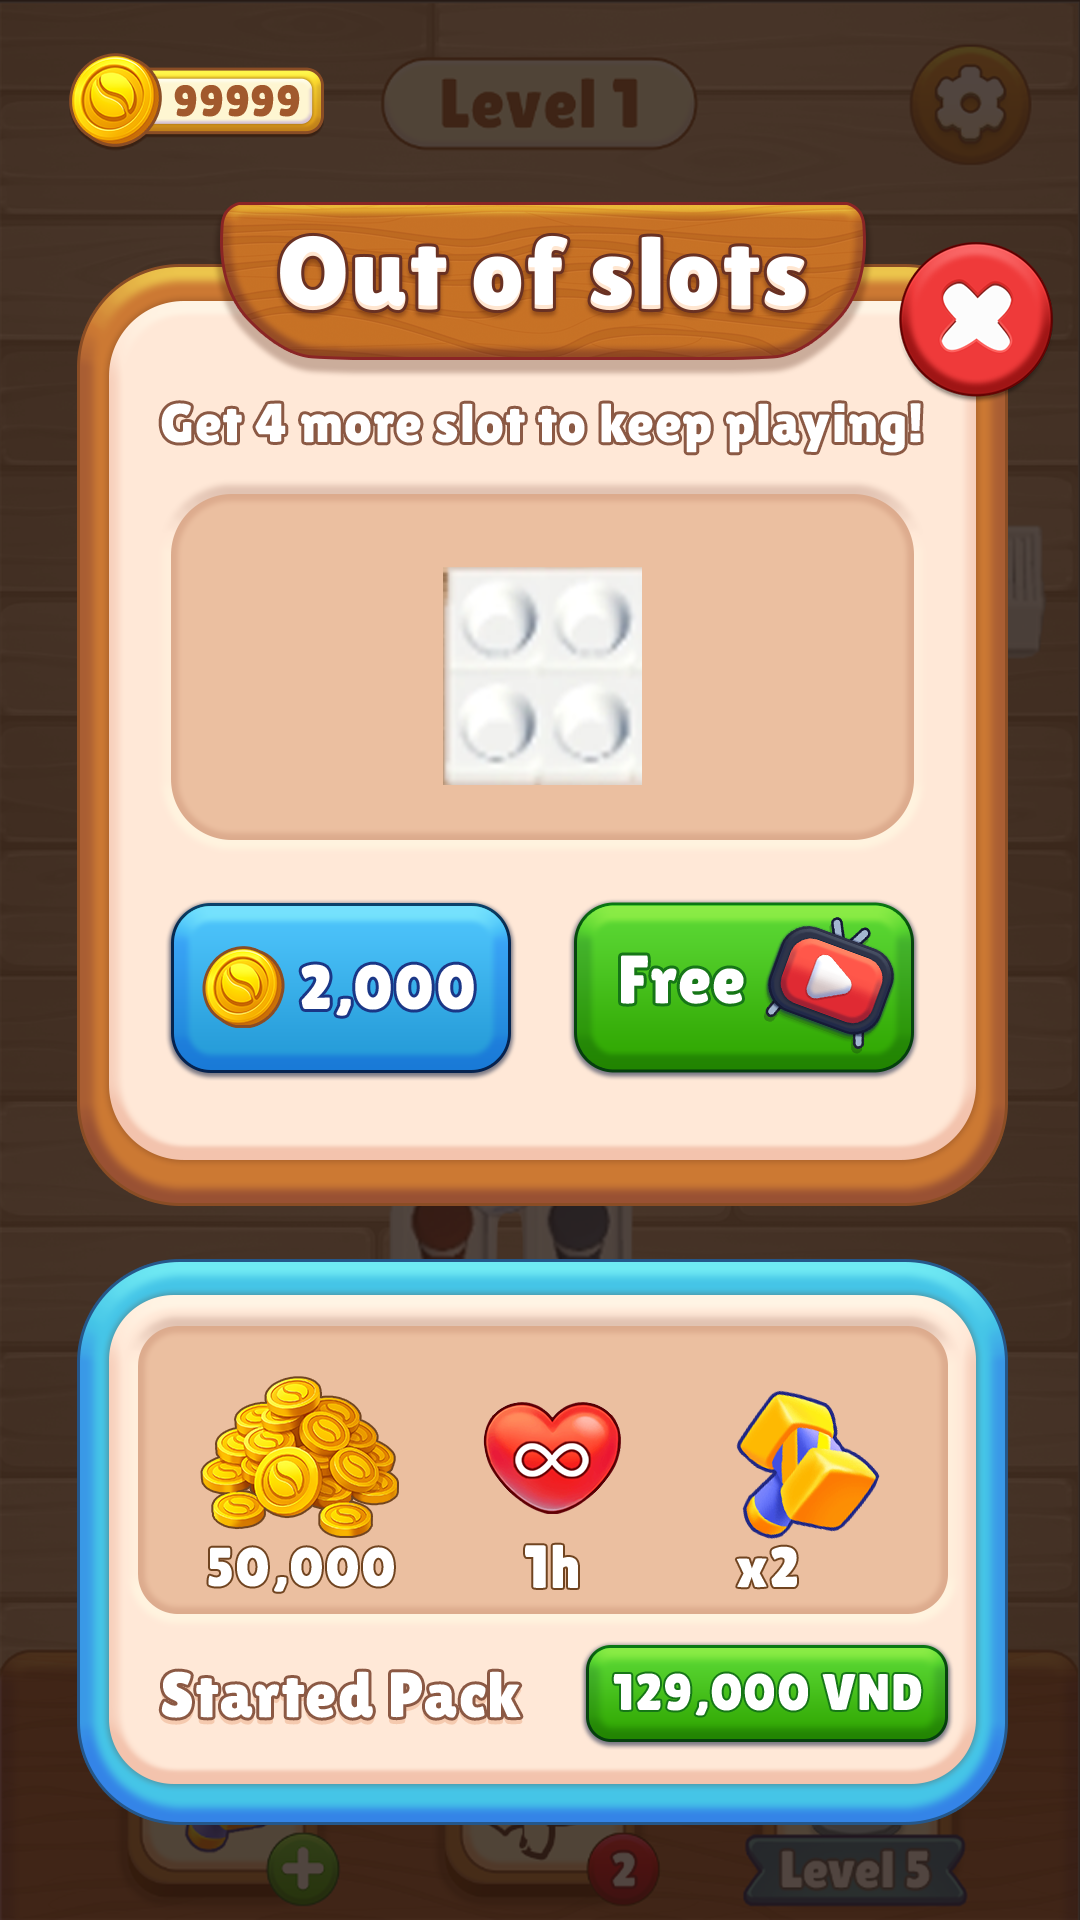 99999
Level 1
Out of slots
Get 4 more slot to keep playing!
2,000
Free
50,000
1h
x2
Started Pack
129,000 VND
2
Level 5